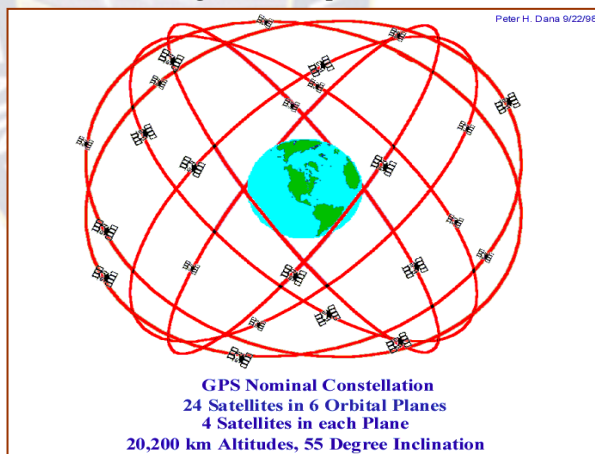 Peter H. Dana 9/22/98
GPS Nominal Constellation
24 Satellites in 6 Orbital Planes
4 Satellites in each Plane
20,200 km Altitudes, 55 Degree Inclination